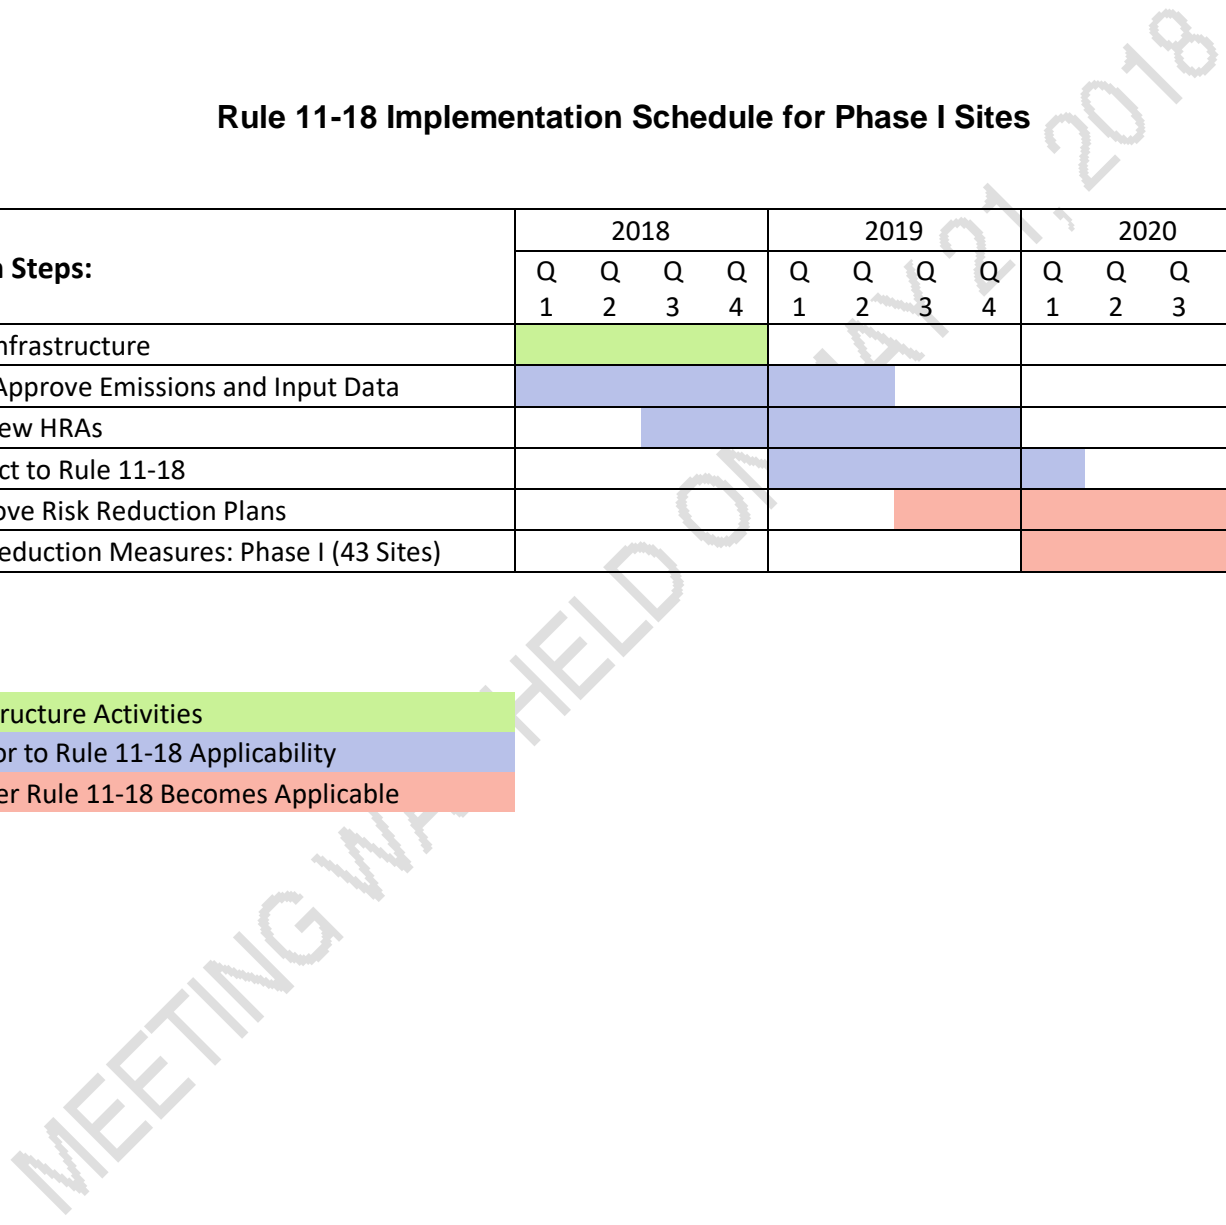 Rule 11-18 Implementation Schedule for Phase I Sites
Steps:
2018 2019 2020
Q Q Q Q Q Q Q Q Q Q Q
1 2 3 4 1 2 3 4 1 2 3
nfrastructure
Approve Emissions and Input Data
ew HRAs
ct to Rule 11-18
ove Risk Reduction Plans
eduction Measures: Phase I (43 Sites)
ructure Activities
or to Rule 11-18 Applicability
er Rule 11-18 Becomes Applicable
MEETING WAS HELD ON MAY 21, 2018